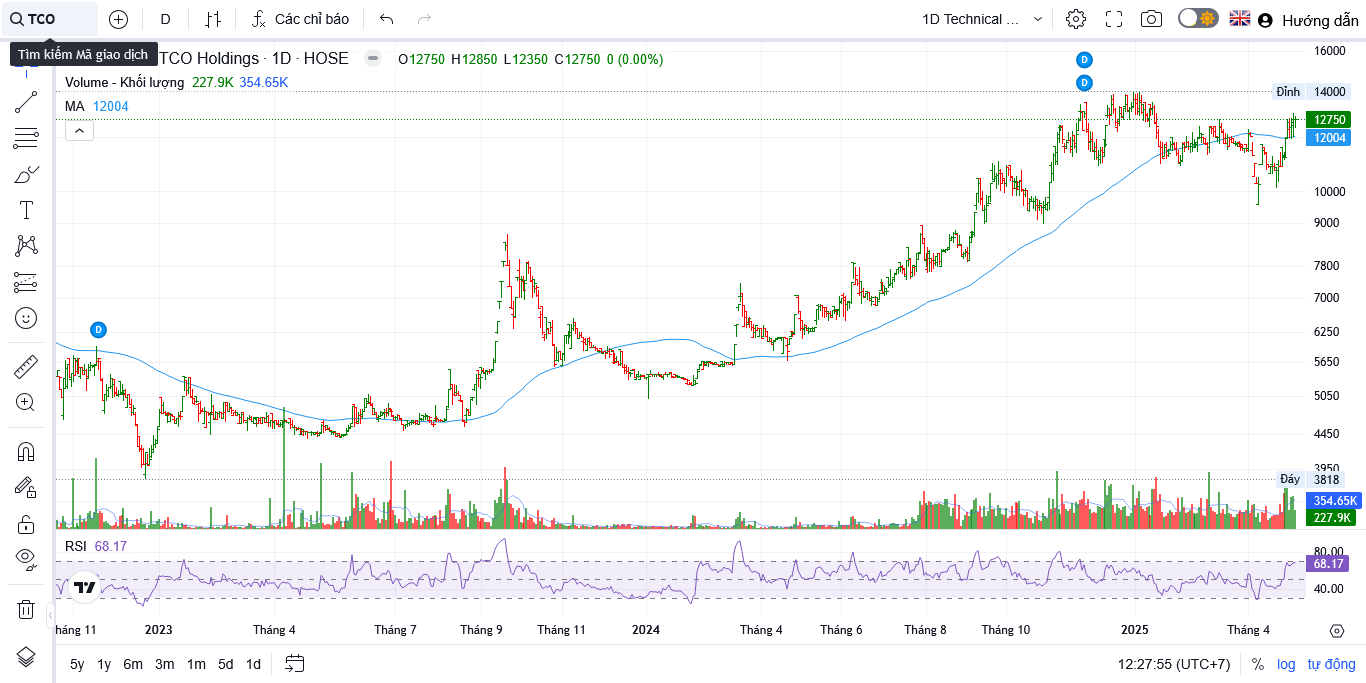 TCO
D
Các chỉ báo
1D Technical ...
Hướng dẫn
Tìm kiếm Mã giao dịch
TCO Holdings · 1D · HOSE
O12750 H12850 L12350 C12750 0 (0.00%)
Volume - Khối lượng 227.9K 354.65K
MA 12004
D
D
D
16000
Đỉnh 14000
12750
12004
10000
9000
7800
7000
6250
5650
5050
4450
3950
Đáy 3818
354.65K
227.9K
RSI 68.17
80.00
68.17
40.00
háng 11 2023 Tháng 4 Tháng 7 Tháng 9 Tháng 11 2024 Tháng 4 Tháng 6 Tháng 8 Tháng 10 2025 Tháng 4
5y 1y 6m 3m 1m 5d 1d
12:27:55 (UTC+7) % log tự động